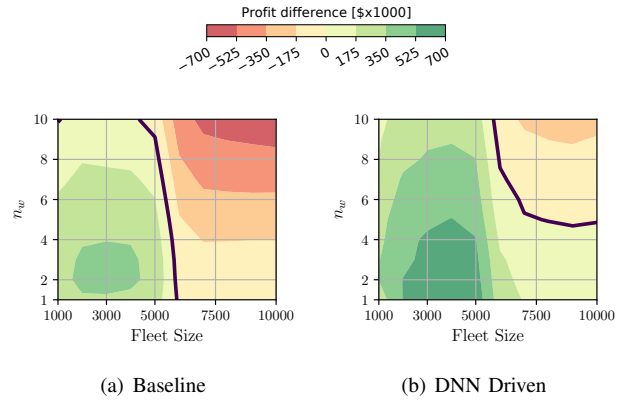 Profit difference [$x1000]
-700 -525 -350 -175 0 175 350 525 700
10
8
6
4
2
1
n_w
1000 3000 5000 7500 10000
Fleet Size
(a) Baseline
10
8
6
4
2
1
n_w
1000 3000 5000 7500 10000
Fleet Size
(b) DNN Driven